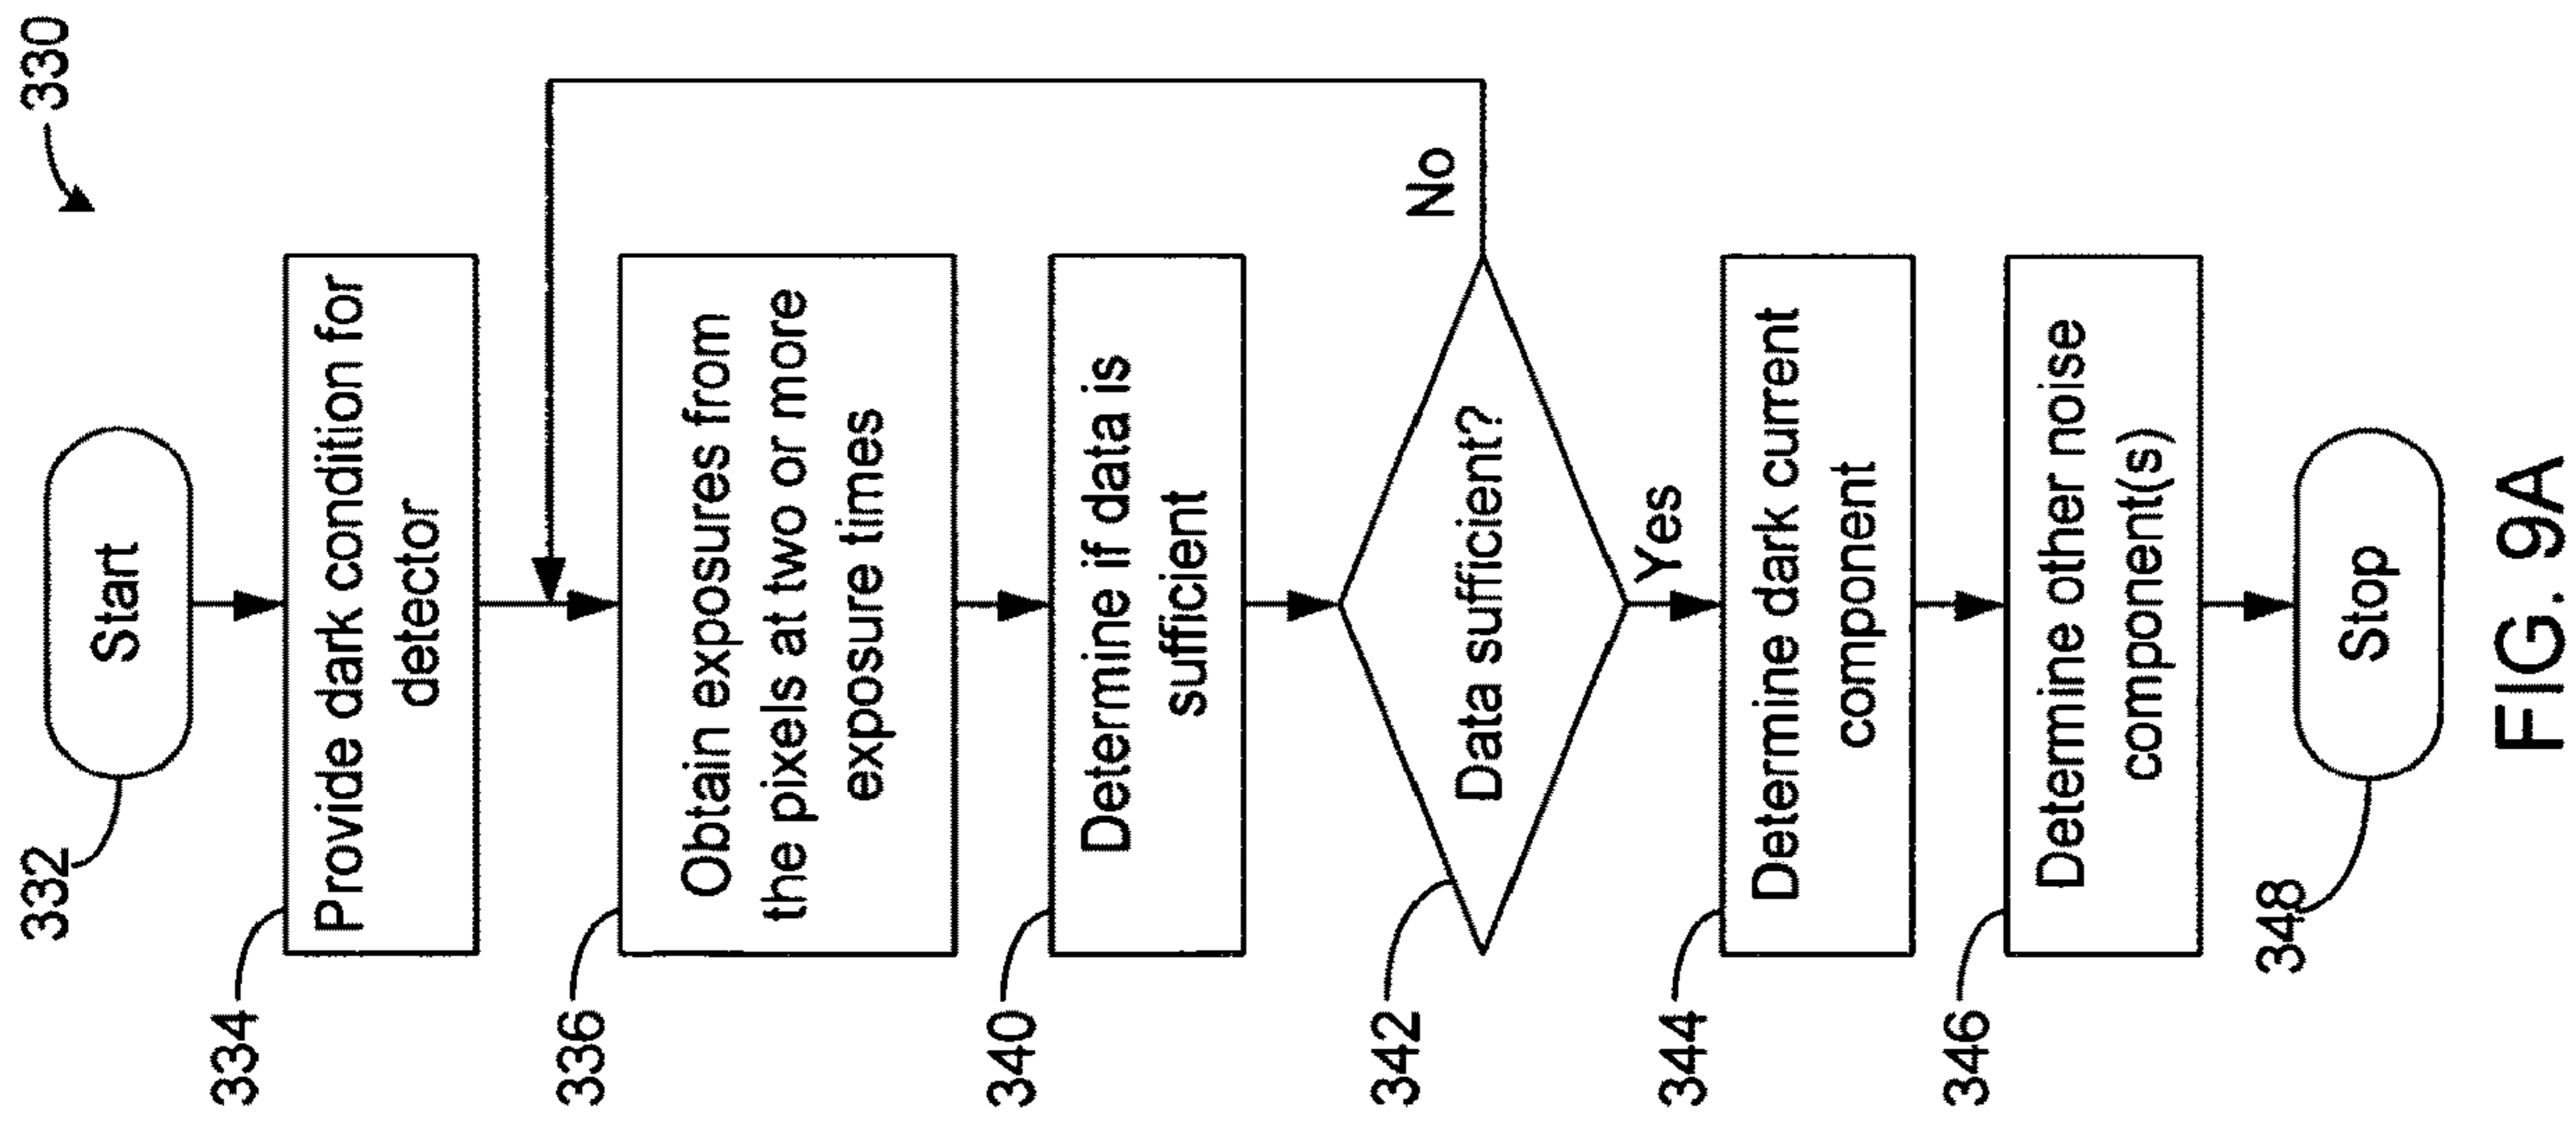 330
332
Start
334
Provide dark condition for
detector
336
Obtain exposures from
the pixels at two or more
exposure times
340
Determine if data is
sufficient
342
Data sufficient?
No
Yes
344
Determine dark current
component
346
Determine other noise
component(s)
348
Stop
FIG. 9A